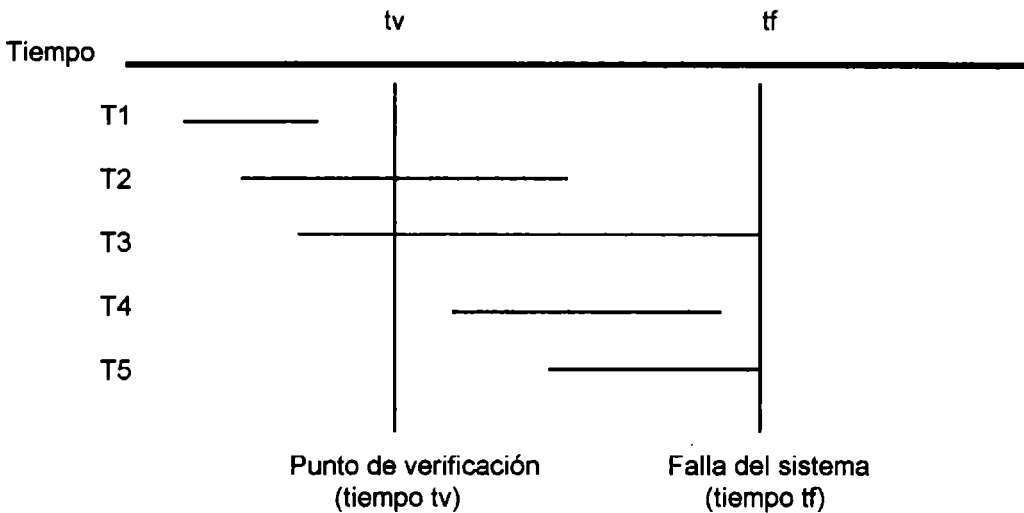 tv tf
Tiempo
T1
T2
T3
T4
T5
Punto de verificación Falla del sistema
(tiempo tv) (tiempo tf)